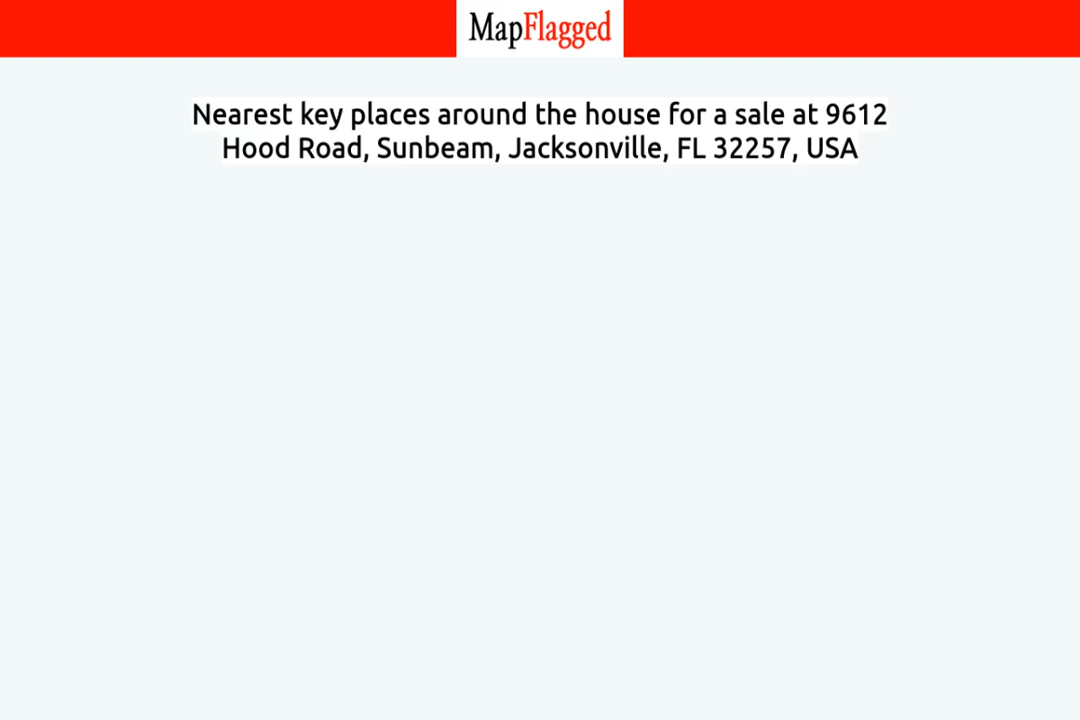 MapFlagged
Nearest key places around the house for a sale at 9612
Hood Road, Sunbeam, Jacksonville, FL 32257, USA